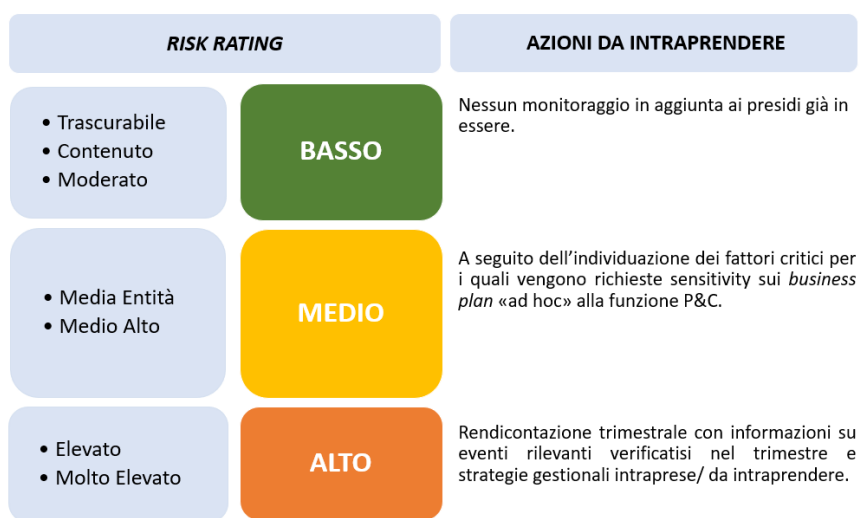 RISK RATING
AZIONI DA INTRAPRENDERE
• Trascurabile
• Contenuto
• Moderato
BASSO
Nessun monitoraggio in aggiunta ai presidi già in
essere.
• Media Entità
• Medio Alto
MEDIO
A seguito dell’individuazione dei fattori critici per
i quali vengono richieste sensitivity sui business
plan «ad hoc» alla funzione P&C.
• Elevato
• Molto Elevato
ALTO
Rendicontazione trimestrale con informazioni su
eventi rilevanti verificatisi nel trimestre e
strategie gestionali intraprese/ da intraprendere.